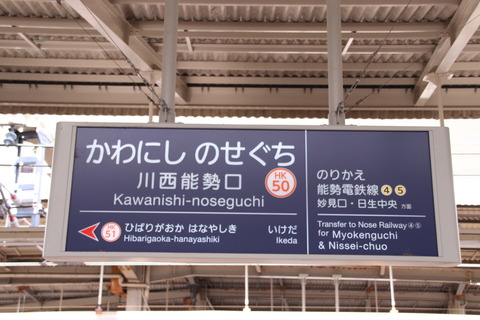 かわにし のせぐち
川西能勢口
HK
50
Kawanishi-noseguchi
HK
51
ひばりがおか はなやしき
Hibarigaoka-hanayashiki
いけだ
Ikeda
のりかえ
能勢電鉄線④⑤
妙見口・日生中央 方面
Transfer to Nose Railway④⑤
for Myokenguchi
& Nissei-chuo